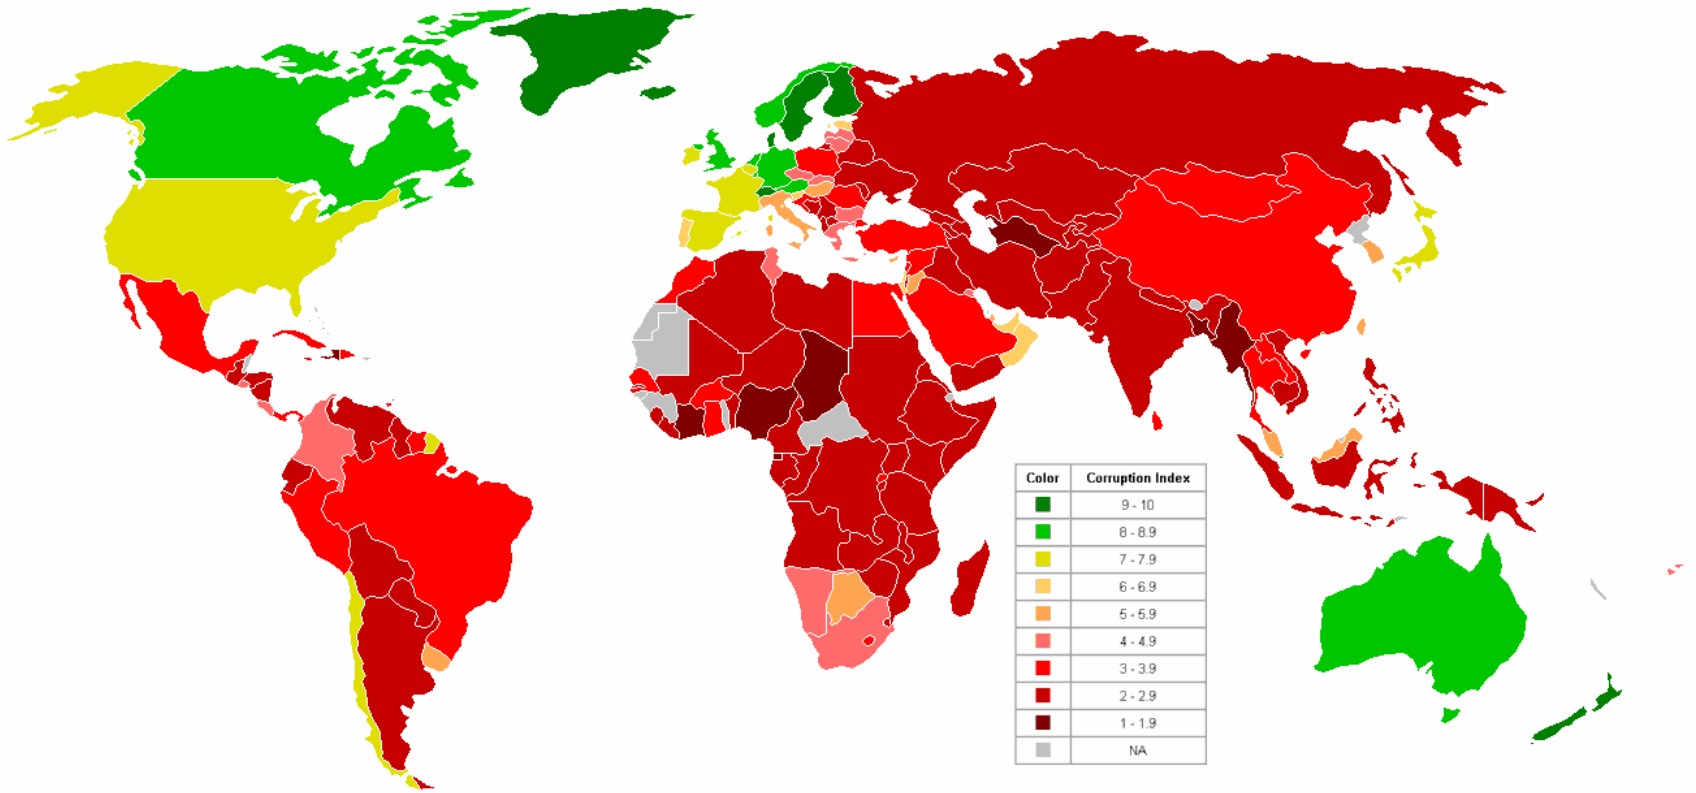 Color Corruption Index
9 - 10
8 - 8.9
7 - 7.9
6 - 6.9
5 - 5.9
4 - 4.9
3 - 3.9
2 - 2.9
1 - 1.9
NA